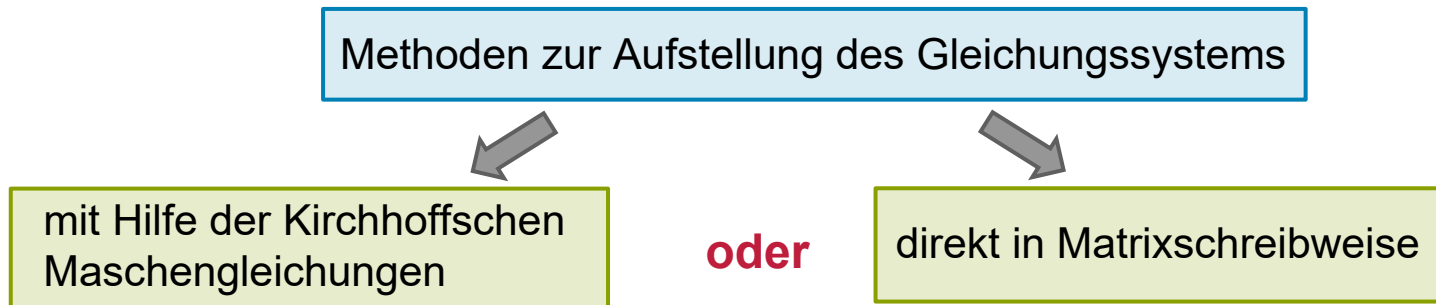 Methoden zur Aufstellung des Gleichungssystems
mit Hilfe der Kirchhoffschen
Maschengleichungen
oder
direkt in Matrixschreibweise